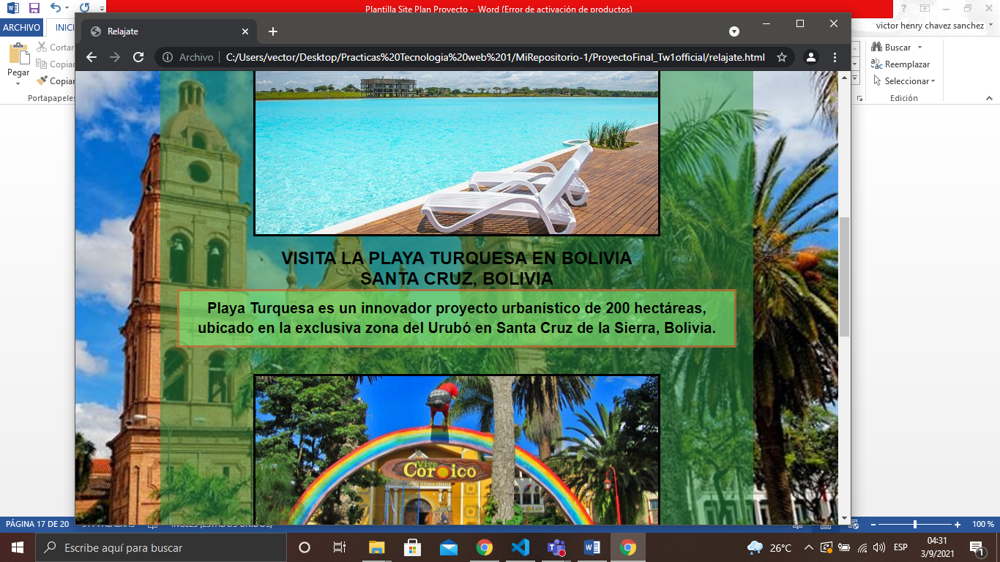 Plantilla Site Plan Proyecto - Word (Error de activación de productos)
ARCHIVO
INICI
victor henry chavez sanchez
Relajate
Archivo
C:/Users/vector/Desktop/Practicas%20Tecnologia%20web%201/MiRepositorio-1/ProyectoFinal_Tw1official/relajate.html
Pegar
Cortar
Copiar
Copiar
Portapapeles
Buscar
Reemplazar
Seleccionar
Edición
VISITA LA PLAYA TURQUESA EN BOLIVIA
SANTA CRUZ, BOLIVIA
Playa Turquesa es un innovador proyecto urbanístico de 200 hectáreas,
ubicado en la exclusiva zona del Urubó en Santa Cruz de la Sierra, Bolivia.
Vive
Coroico
PÁGINA 17 DE 20
INGLÉS (ESTADOS UNIDOS)
100 %
Escribe aquí para buscar
26°C
ESP
04:31
3/9/2021
1